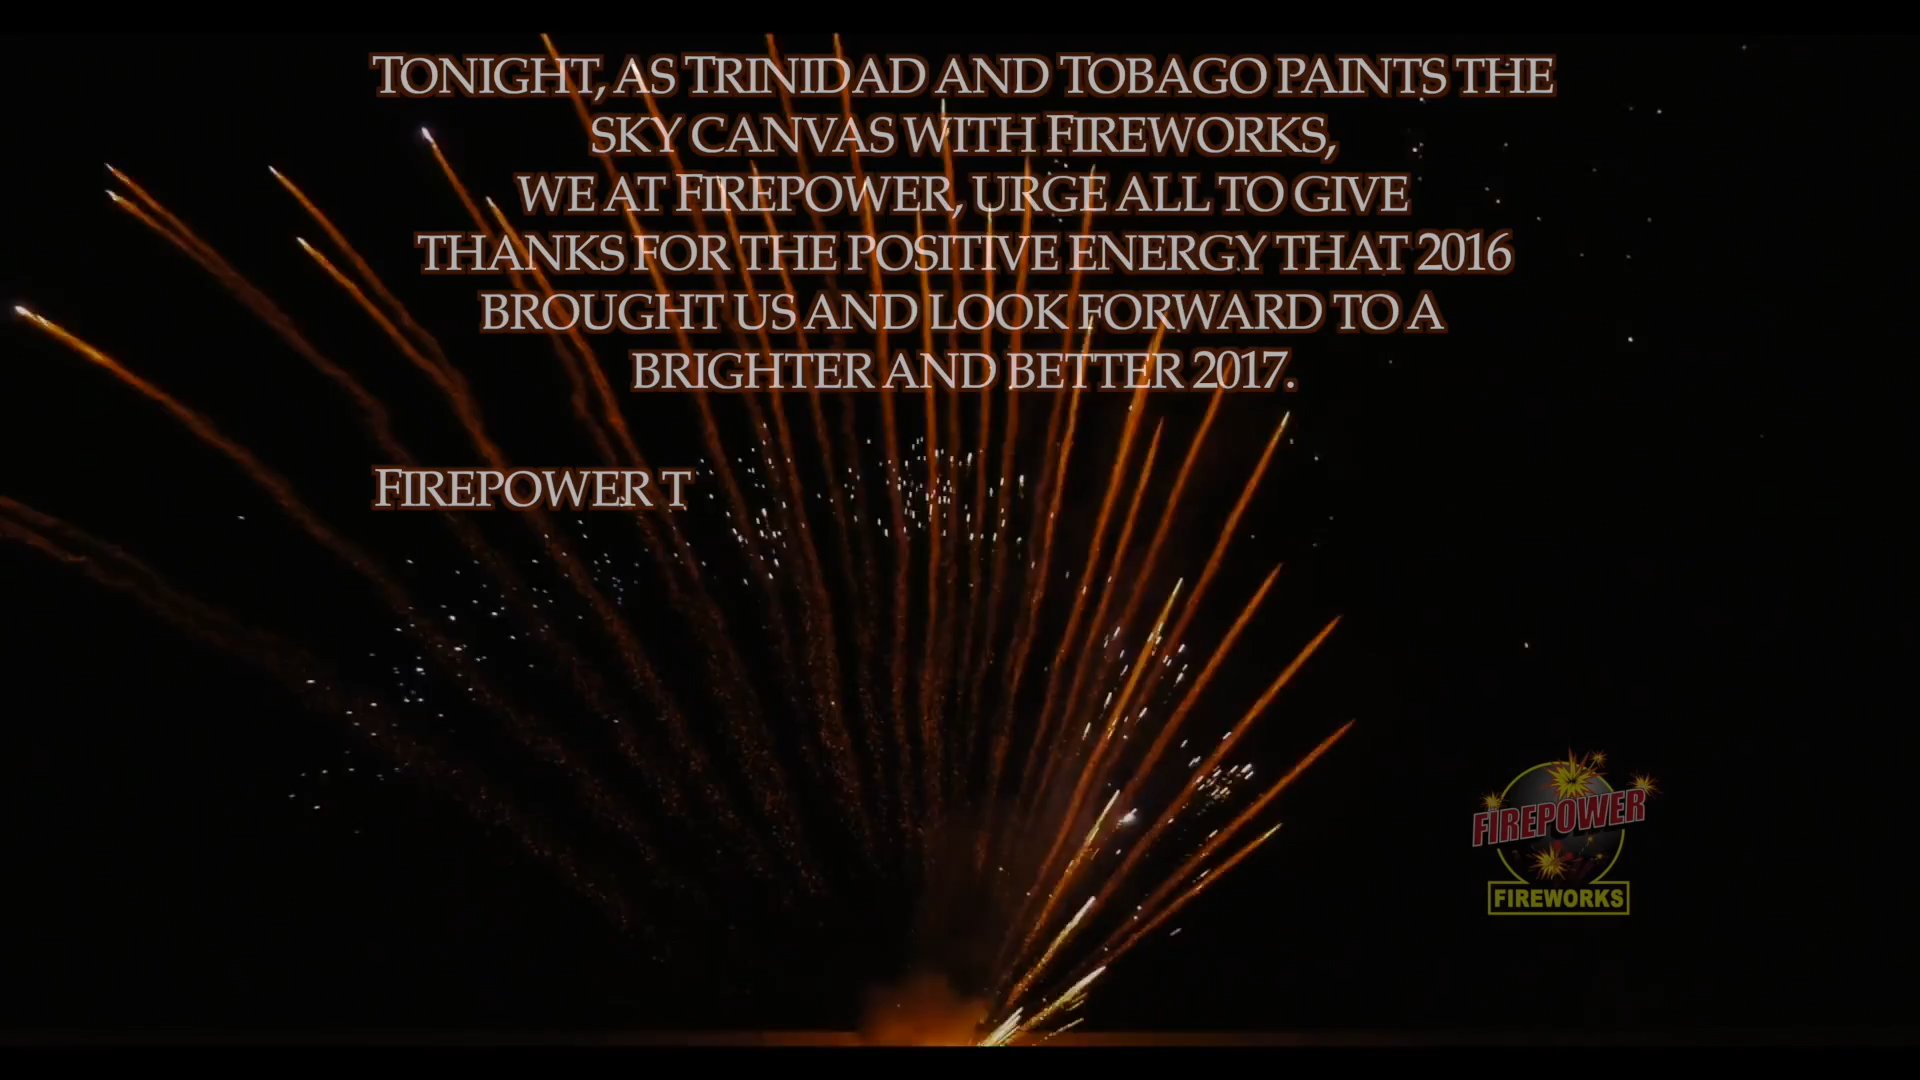 Tonight, as Trinidad and Tobago paints the
sky canvas with Fireworks,
we at Firepower, urge all to give
thanks for the positive energy that 2016
brought us and look forward to a
brighter and better 2017.
Firepower t
FIREPOWER
FIREWORKS